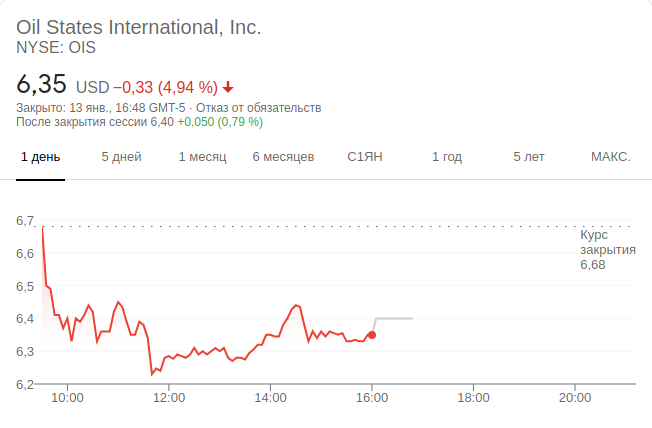 Oil States International, Inc.
NYSE: OIS
6,35 USD −0,33 (4,94 %)
Закрыто: 13 янв., 16:48 GMT-5 · Отказ от обязательств
После закрытия сессии 6,40 +0,050 (0,79 %)
1 день 5 дней 1 месяц 6 месяцев С1ЯН 1 год 5 лет МАКС.
6,7
Курс
закрытия
6,68
6,6
6,5
6,4
6,3
6,2
10:00 12:00 14:00 16:00 18:00 20:00